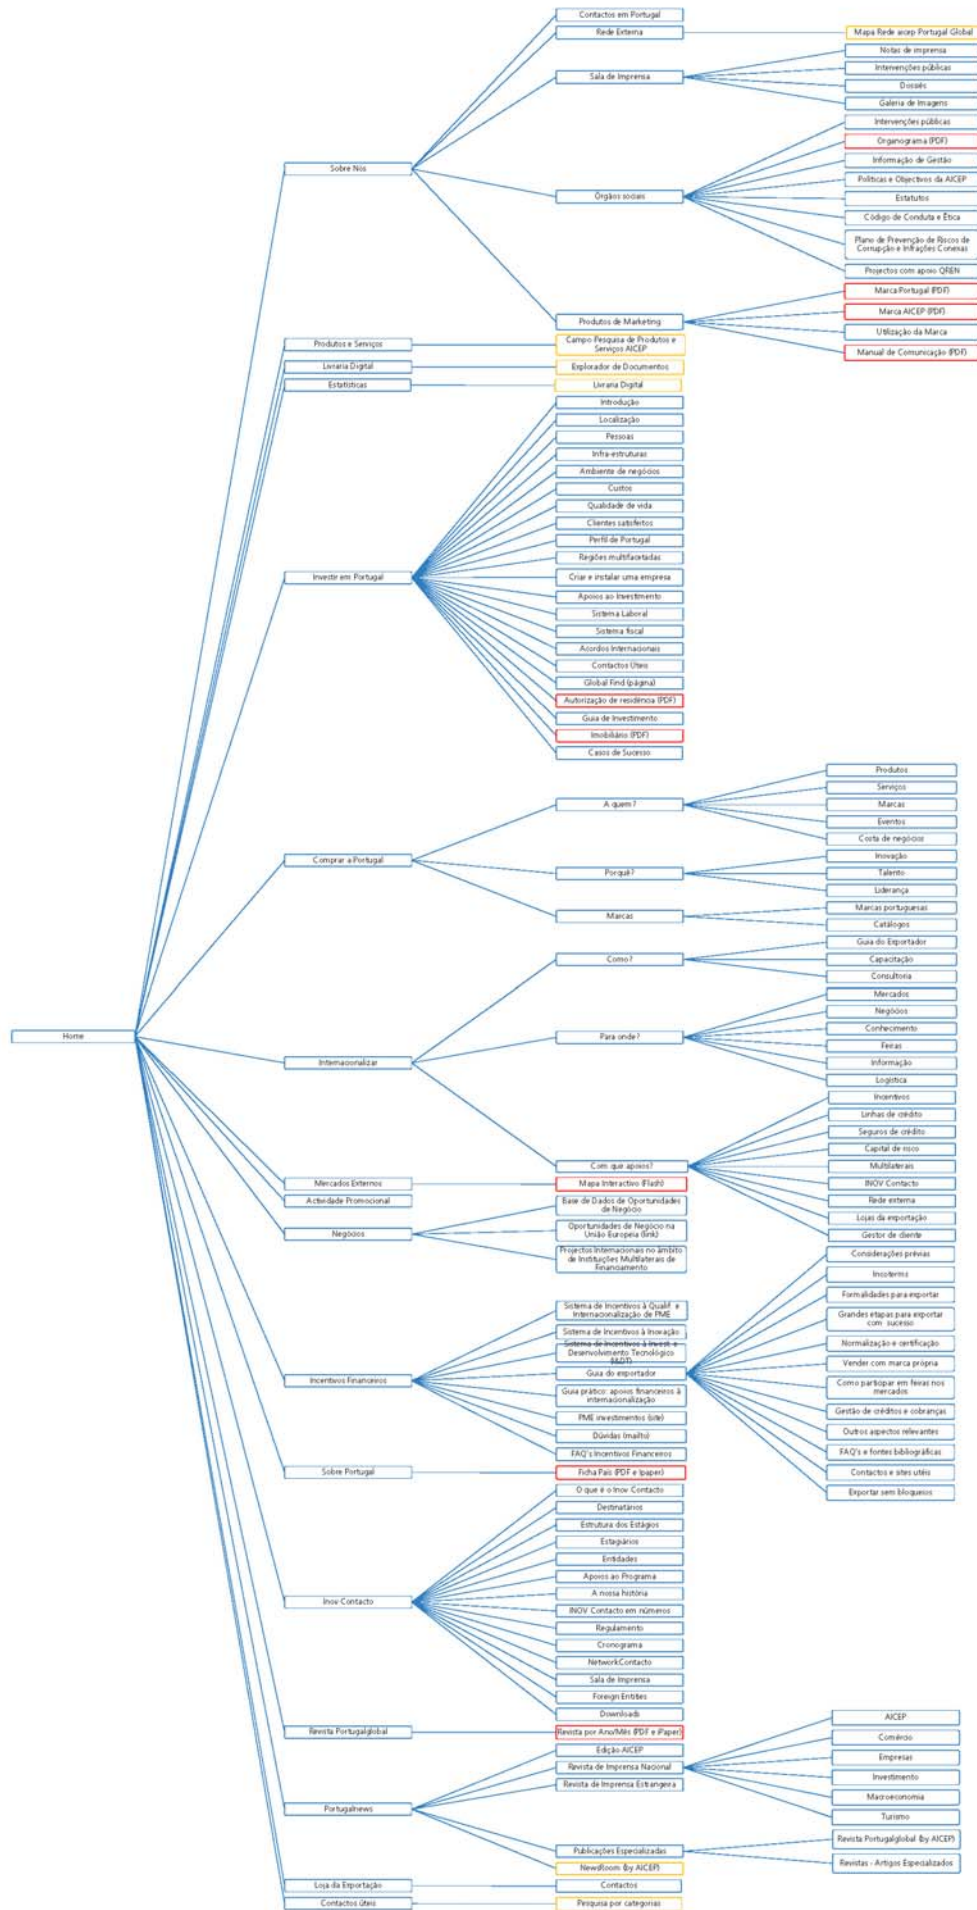 Home
Sobre Nós
Contactos em Portugal
Rede Externa
Mapa Rede aicep Portugal Global
Sala de Imprensa
Notas de imprensa
Intervenções públicas
Dossiês
Galeria de Imagens
Órgãos sociais
Intervenções públicas
Organograma (PDF)
Informação de Gestão
Políticas e Objectivos da AICEP
Estatutos
Código de Conduta e Ética
Plano de Prevenção de Riscos de
Corrupção e Infrações Conexas
Projectos com apoio QREN
Produtos de Marketing
Marca Portugal (PDF)
Marca AICEP (PDF)
Utilização da Marca
Manual de Comunicação (PDF)
Produtos e Serviços
Campo Pesquisa de Produtos e
Serviços AICEP
Livraria Digital
Explorador de Documentos
Estatísticas
Livraria Digital
Investir em Portugal
Introdução
Localização
Pessoas
Infra-estruturas
Ambiente de negócios
Custos
Qualidade de vida
Clientes satisfeitos
Perfil de Portugal
Regiões multifacetadas
Criar e instalar uma empresa
Apoios ao Investimento
Sistema Laboral
Sistema fiscal
Acordos Internacionais
Contactos Úteis
Global Find (página)
Autorização de residência (PDF)
Guia de Investimento
Imobiliário (PDF)
Casos de Sucesso
Comprar a Portugal
A quem?
Produtos
Serviços
Marcas
Eventos
Costa de negócios
Porquê?
Inovação
Talento
Liderança
Marcas
Marcas portuguesas
Catálogos
Internacionalizar
Como?
Guia do Exportador
Capacitação
Consultoria
Para onde?
Mercados
Negócios
Conhecimento
Feiras
Informação
Logística
Com que apoios?
Incentivos
Linhas de crédito
Seguros de crédito
Capital de risco
Multilaterais
INOV Contacto
Rede externa
Lojas da exportação
Gestor de cliente
Mercados Externos
Mapa Interactivo (Flash)
Actividade Promocional
Negócios
Base de Dados de Oportunidades
de Negócio
Oportunidades de Negócio na
União Europeia (link)
Projectos Internacionais no âmbito
de Instituições Multilaterais de
Financiamento
Incentivos Financeiros
Sistema de Incentivos à Qualif. e
Internacionalização de PME
Sistema de Incentivos à Inovação
Sistema de Incentivos à Invest. e
Desenvolvimento Tecnológico
(I&DT)
Guia do exportador
Considerações prévias
Incoterms
Formalidades para exportar
Grandes etapas para exportar
com sucesso
Normalização e certificação
Vender com marca própria
Como participar em feiras nos
mercados
Gestão de créditos e cobranças
Outros aspectos relevantes
FAQ's e fontes bibliográficas
Contactos e sites utéis
Exportar sem bloqueios
Guia prático: apoios financeiros à
internacionalização
PME investimentos (site)
Dúvidas (mailto)
FAQ's Incentivos Financeiros
Sobre Portugal
Ficha País (PDF e Ipaper)
Inov Contacto
O que é o Inov Contacto
Destinatários
Estrutura dos Estágios
Estagiários
Entidades
Apoios ao Programa
A nossa história
INOV Contacto em números
Regulamento
Cronograma
NetworkContacto
Sala de Imprensa
Foreign Entities
Downloads
Revista Portugalglobal
Revista por Ano/Mês (PDF e iPaper)
Portugalnews
Edição AICEP
Revista de Imprensa Nacional
AICEP
Comércio
Empresas
Investimento
Macroeconomia
Turismo
Revista de Imprensa Estrangeira
Publicações Especializadas
Revista Portugalglobal (by AICEP)
Revistas - Artigos Especializados
NewsRoom (by AICEP)
Loja da Exportação
Contactos
Contactos úteis
Pesquisa por categorias